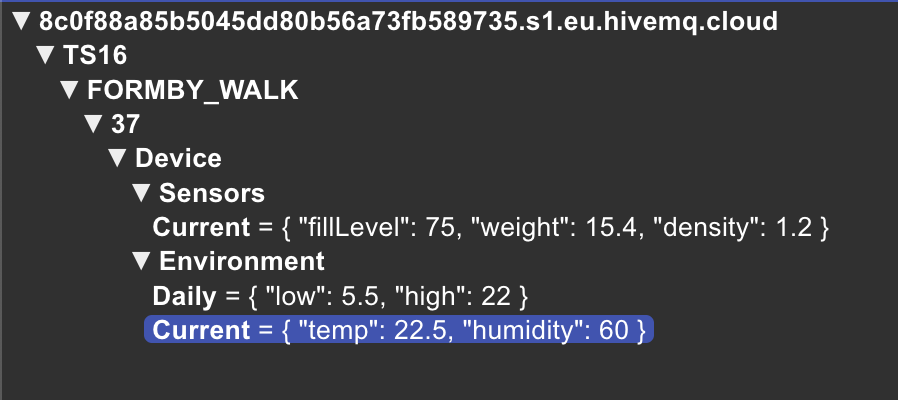 8c0f88a85b5045dd80b56a73fb589735.s1.eu.hivemq.cloud
TS16
FORMBY_WALK
37
Device
Sensors
Current = { "fillLevel": 75, "weight": 15.4, "density": 1.2 }
Environment
Daily = { "low": 5.5, "high": 22 }
Current = { "temp": 22.5, "humidity": 60 }